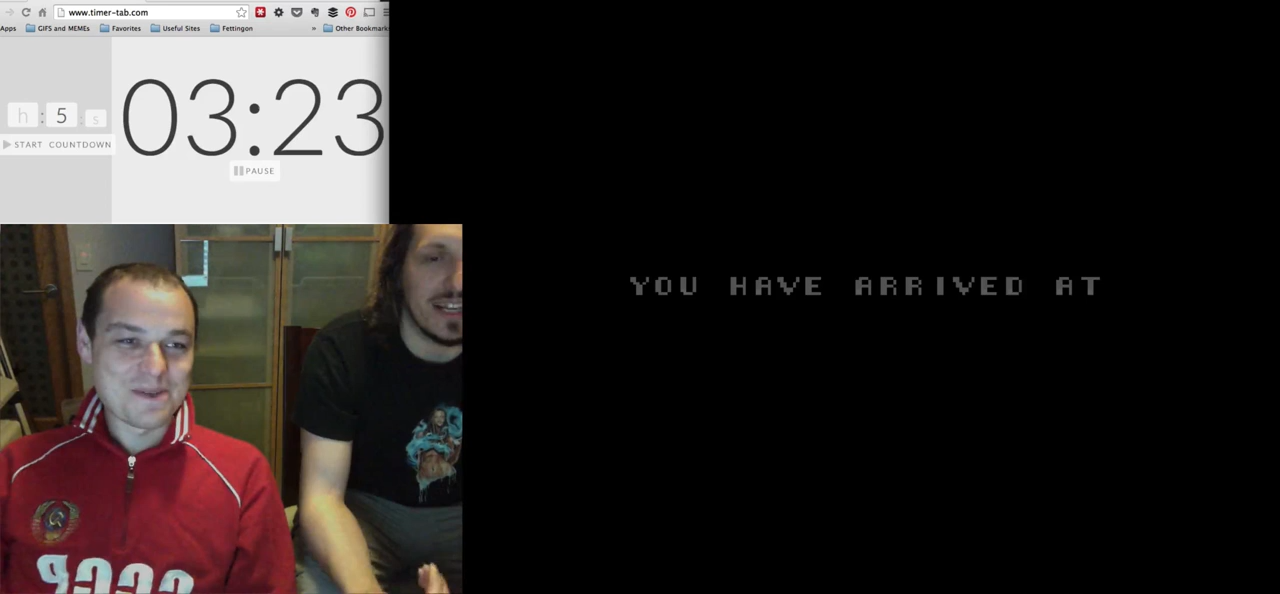 www.timer-tab.com
Apps GIFS and MEMEs Favorites Useful Sites Fettingon » Other Bookmarks
03:23
h : 5 : s
START COUNTDOWN
PAUSE
YOU HAVE ARRIVED AT